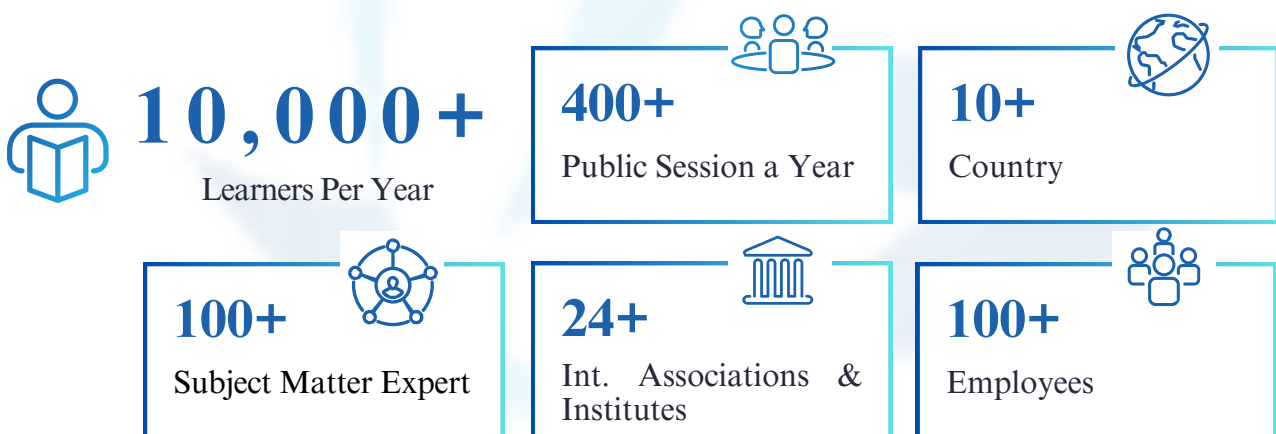 10,000+
Learners Per Year
400+
Public Session a Year
10+
Country
100+
Subject Matter Expert
24+
Int. Associations &
Institutes
100+
Employees